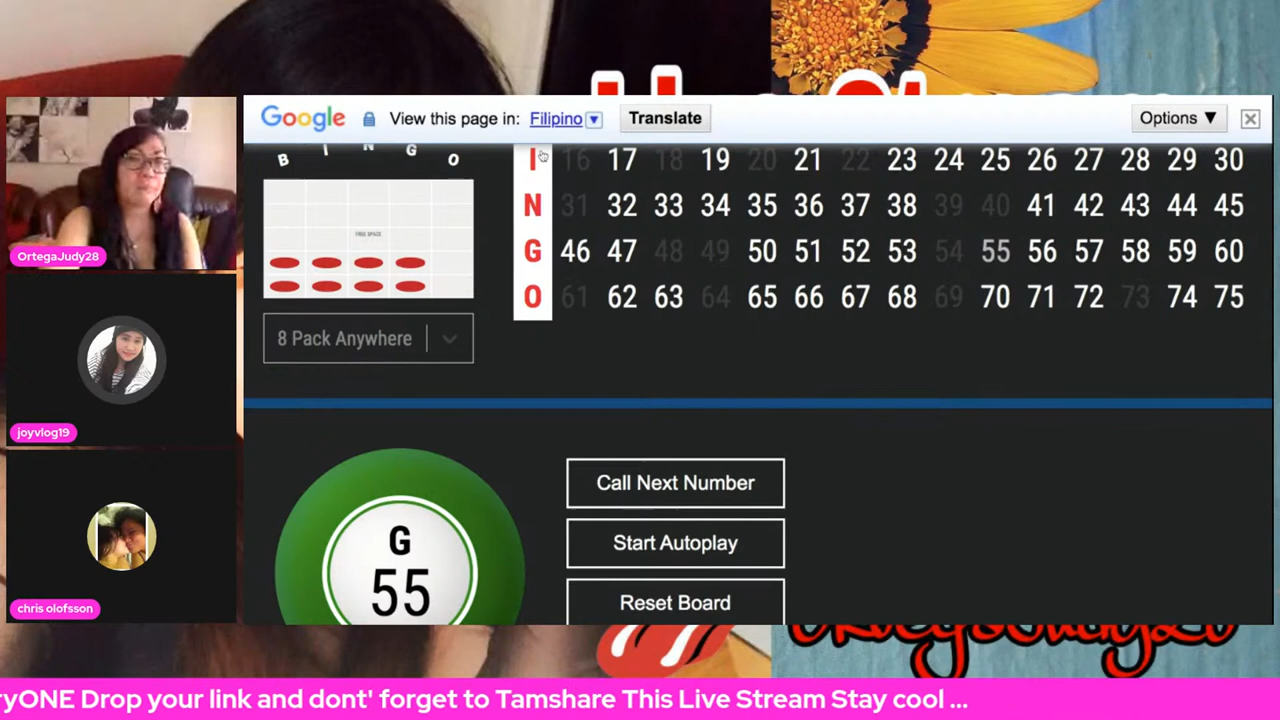 Google View this page in: Filipino Translate Options ▼
B I N G O
FREE SPACE
8 Pack Anywhere
I 16 17 18 19 20 21 22 23 24 25 26 27 28 29 30
N 31 32 33 34 35 36 37 38 39 40 41 42 43 44 45
G 46 47 48 49 50 51 52 53 54 55 56 57 58 59 60
O 61 62 63 64 65 66 67 68 69 70 71 72 73 74 75
G
55
Call Next Number
Start Autoplay
Reset Board
OrtegaJudy28
joyvlog19
chris olofsson
ryONE Drop your link and dont' forget to Tamshare This Live Stream Stay cool ...